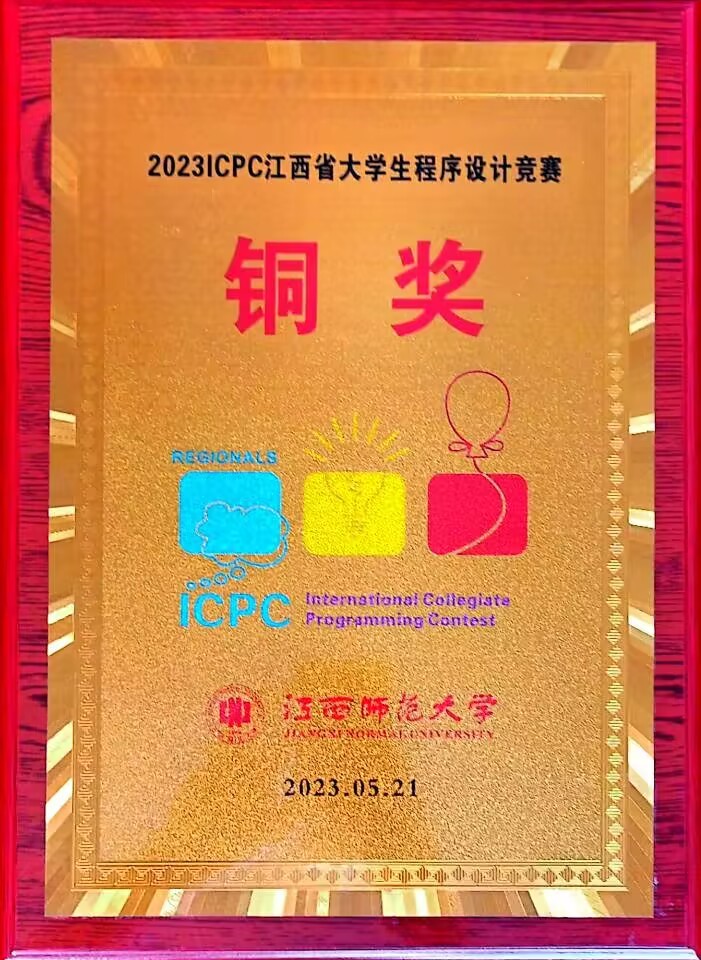 2023ICPC江西省大学生程序设计竞赛
铜奖
REGIONALS
ICPC
International Collegiate
Programming Contest
江西师范大学
JIANGXI NORMAL UNIVERSITY
2023.05.21